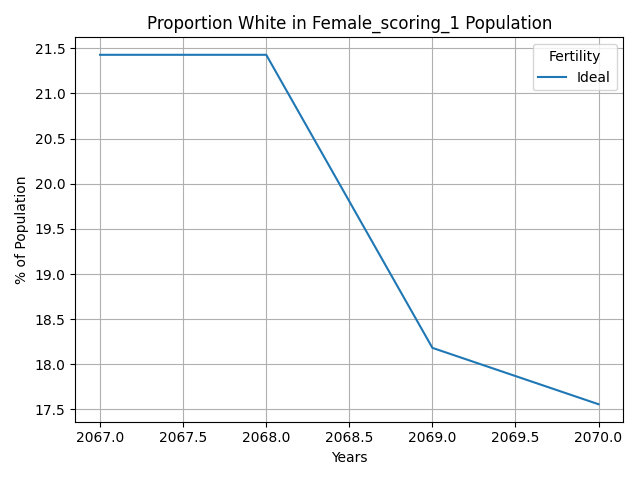 Proportion White in Female_scoring_1 Population
Fertility
Ideal
% of Population
21.5
21.0
20.5
20.0
19.5
19.0
18.5
18.0
17.5
2067.0 2067.5 2068.0 2068.5 2069.0 2069.5 2070.0
Years